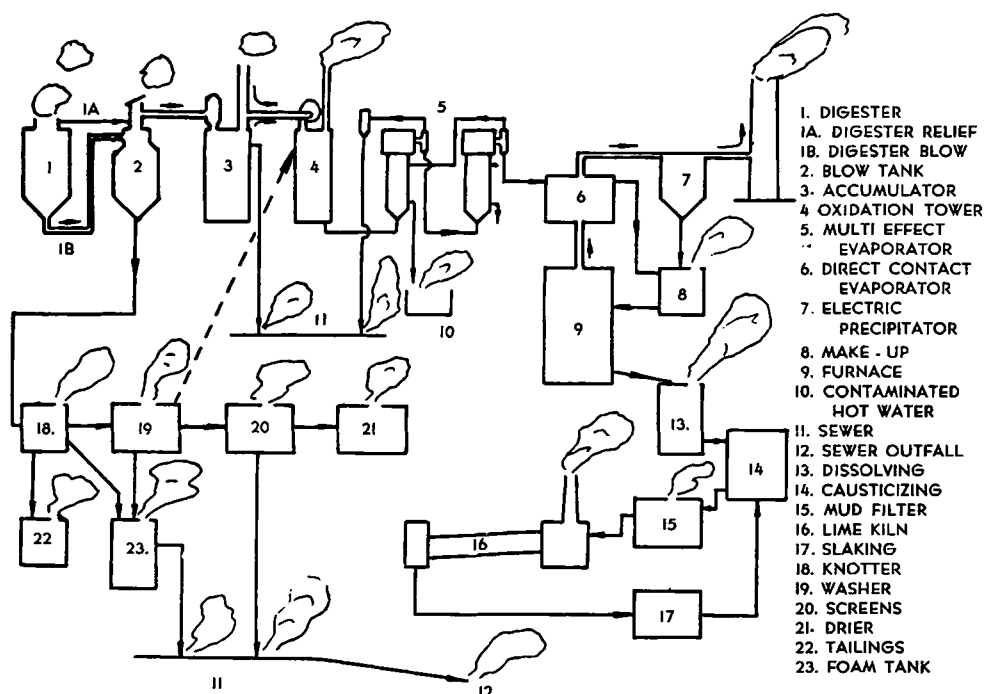 1A
5
1
2
3
4
6
7
1B
8
9
10
11
18.
19
20
21
13.
14
22
23.
15
16
17
11
12
1. DIGESTER
1A. DIGESTER RELIEF
1B. DIGESTER BLOW
2. BLOW TANK
3. ACCUMULATOR
4 OXIDATION TOWER
5. MULTI EFFECT
EVAPORATOR
6. DIRECT CONTACT
EVAPORATOR
7. ELECTRIC
PRECIPITATOR
8. MAKE - UP
9. FURNACE
10. CONTAMINATED
HOT WATER
11. SEWER
12. SEWER OUTFALL
13. DISSOLVING
14. CAUSTICIZING
15. MUD FILTER
16. LIME KILN
17. SLAKING
18. KNOTTER
19. WASHER
20. SCREENS
21. DRIER
22. TAILINGS
23. FOAM TANK